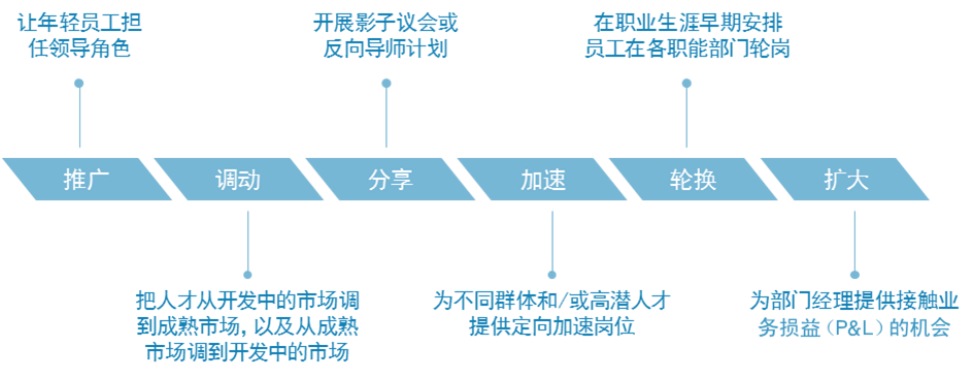 让年轻员工担
任领导角色
开展影子议会或
反向导师计划
在职业生涯早期安排
员工在各职能部门轮岗
推广
调动
分享
加速
轮换
扩大
把人才从开发中的市场调
到成熟市场，以及从成熟
市场调到开发中的市场
为不同群体和/或高潜人才
提供定向加速岗位
为部门经理提供接触业
务损益（P&L）的机会